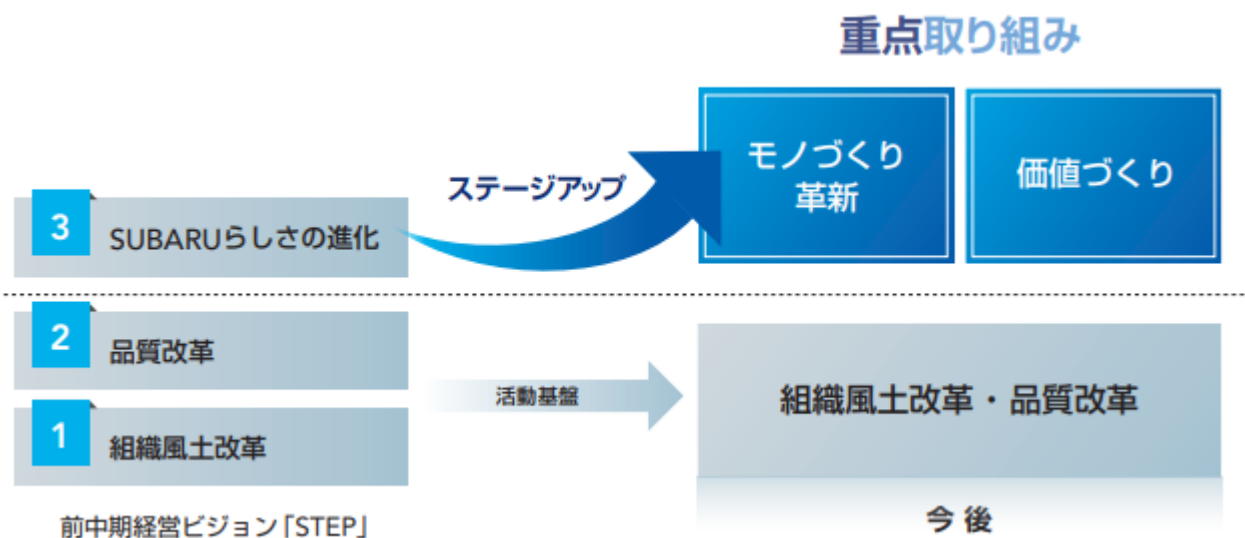 重点取り組み
モノづくり
革新
価値づくり
ステージアップ
3
SUBARUらしさの進化
2
品質改革
活動基盤
組織風土改革・品質改革
1
組織風土改革
前中期経営ビジョン「STEP」
今後